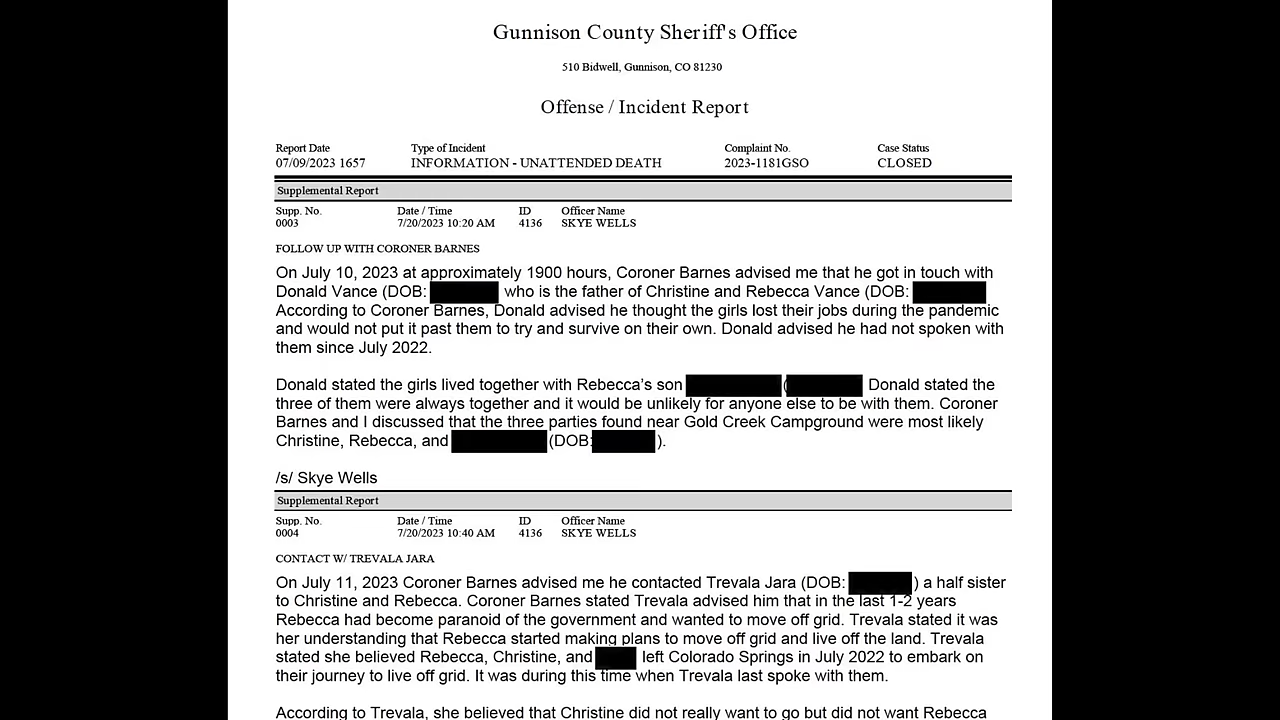 Gunnison County Sheriff's Office
510 Bidwell, Gunnison, CO 81230
Offense / Incident Report
Report Date Type of Incident Complaint No. Case Status
07/09/2023 1657 INFORMATION - UNATTENDED DEATH 2023-1181GSO CLOSED
Supplemental Report
Supp. No. Date / Time ID Officer Name
0003 7/20/2023 10:20 AM 4136 SKYE WELLS
FOLLOW UP WITH CORONER BARNES
On July 10, 2023 at approximately 1900 hours, Coroner Barnes advised me that he got in touch with
Donald Vance (DOB: who is the father of Christine and Rebecca Vance (DOB:
According to Coroner Barnes, Donald advised he thought the girls lost their jobs during the pandemic
and would not put it past them to try and survive on their own. Donald advised he had not spoken with
them since July 2022.
Donald stated the girls lived together with Rebecca's son ( Donald stated the
three of them were always together and it would be unlikely for anyone else to be with them. Coroner
Barnes and I discussed that the three parties found near Gold Creek Campground were most likely
Christine, Rebecca, and (DOB: ).
/s/ Skye Wells
Supplemental Report
Supp. No. Date / Time ID Officer Name
0004 7/20/2023 10:40 AM 4136 SKYE WELLS
CONTACT W/ TREVALA JARA
On July 11, 2023 Coroner Barnes advised me he contacted Trevala Jara (DOB: ) a half sister
to Christine and Rebecca. Coroner Barnes stated Trevala advised him that in the last 1-2 years
Rebecca had become paranoid of the government and wanted to move off grid. Trevala stated it was
her understanding that Rebecca started making plans to move off grid and live off the land. Trevala
stated she believed Rebecca, Christine, and left Colorado Springs in July 2022 to embark on
their journey to live off grid. It was during this time when Trevala last spoke with them.
According to Trevala, she believed that Christine did not really want to go but did not want Rebecca